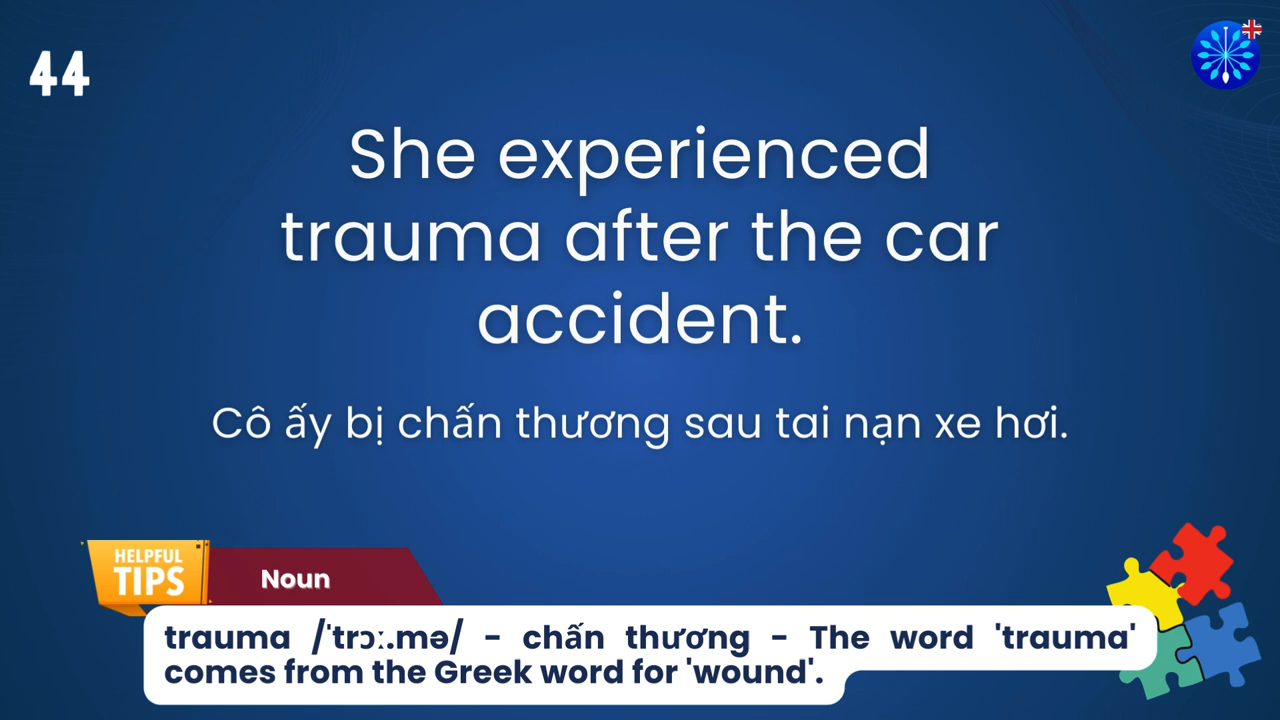 44
She experienced
trauma after the car
accident.
Cô ấy bị chấn thương sau tai nạn xe hơi.
HELPFUL
TIPS
Noun
trauma /ˈtrɔː.mə/ - chấn thương - The word 'trauma'
comes from the Greek word for 'wound'.